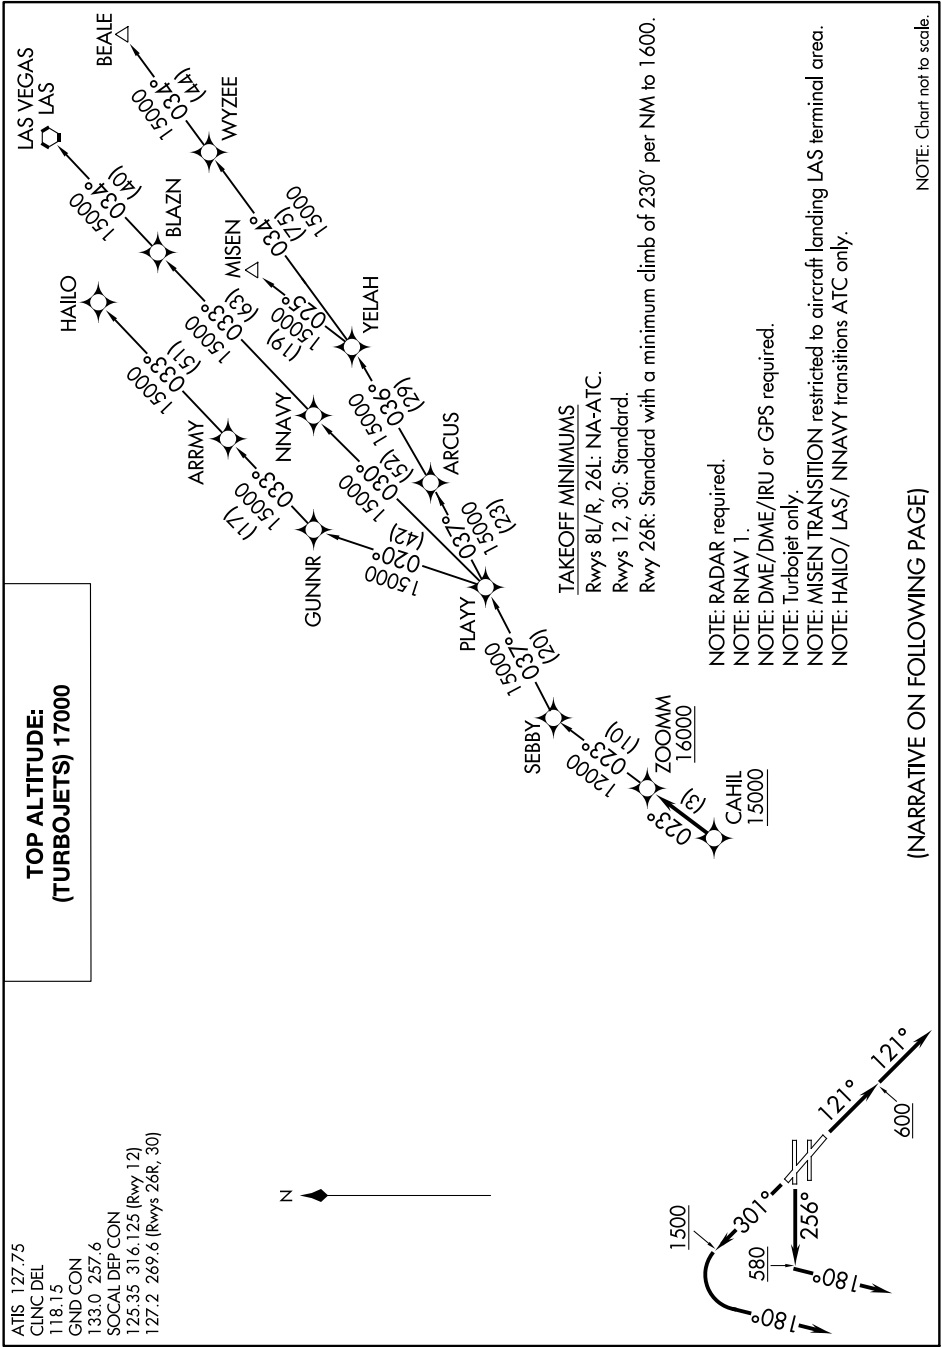 TOP ALTITUDE:
(TURBOJETS) 17000
ATIS 127.75
CLNC DEL
118.15
GND CON
133.0 257.6
SOCAL DEP CON
125.35 316.125 (Rwy 12)
127.2 269.6 (Rwys 26R, 30)
N
1500
301°
180°
580
256°
180°
121°
600
121°
CAHIL
15000
023°
(3)
ZOOMM
16000
12000
023°
(10)
SEBBY
15000
037°
(20)
PLAYY
15000
020°
(42)
GUNNR
(17)
15000
033°
ARRMY
15000
033°
(51)
HAILO
15000
030°
(52)
NNAVY
15000
033°
(63)
BLAZN
15000
034°
(40)
LAS VEGAS
LAS
037°
15000
(23)
ARCUS
15000
036°
(29)
YELAH
(19)
15000
025°
MISEN
034°
(75)
15000
WYZEE
15000
034°
(44)
BEALE
TAKEOFF MINIMUMS
Rwys 8L/R, 26L: NA-ATC.
Rwys 12, 30: Standard.
Rwy 26R: Standard with a minimum climb of 230' per NM to 1600.
NOTE: RADAR required.
NOTE: RNAV 1.
NOTE: DME/DME/IRU or GPS required.
NOTE: Turbojet only.
NOTE: MISEN TRANSITION restricted to aircraft landing LAS terminal area.
NOTE: HAILO/ LAS/ NNAVY transitions ATC only.
(NARRATIVE ON FOLLOWING PAGE)
NOTE: Chart not to scale.